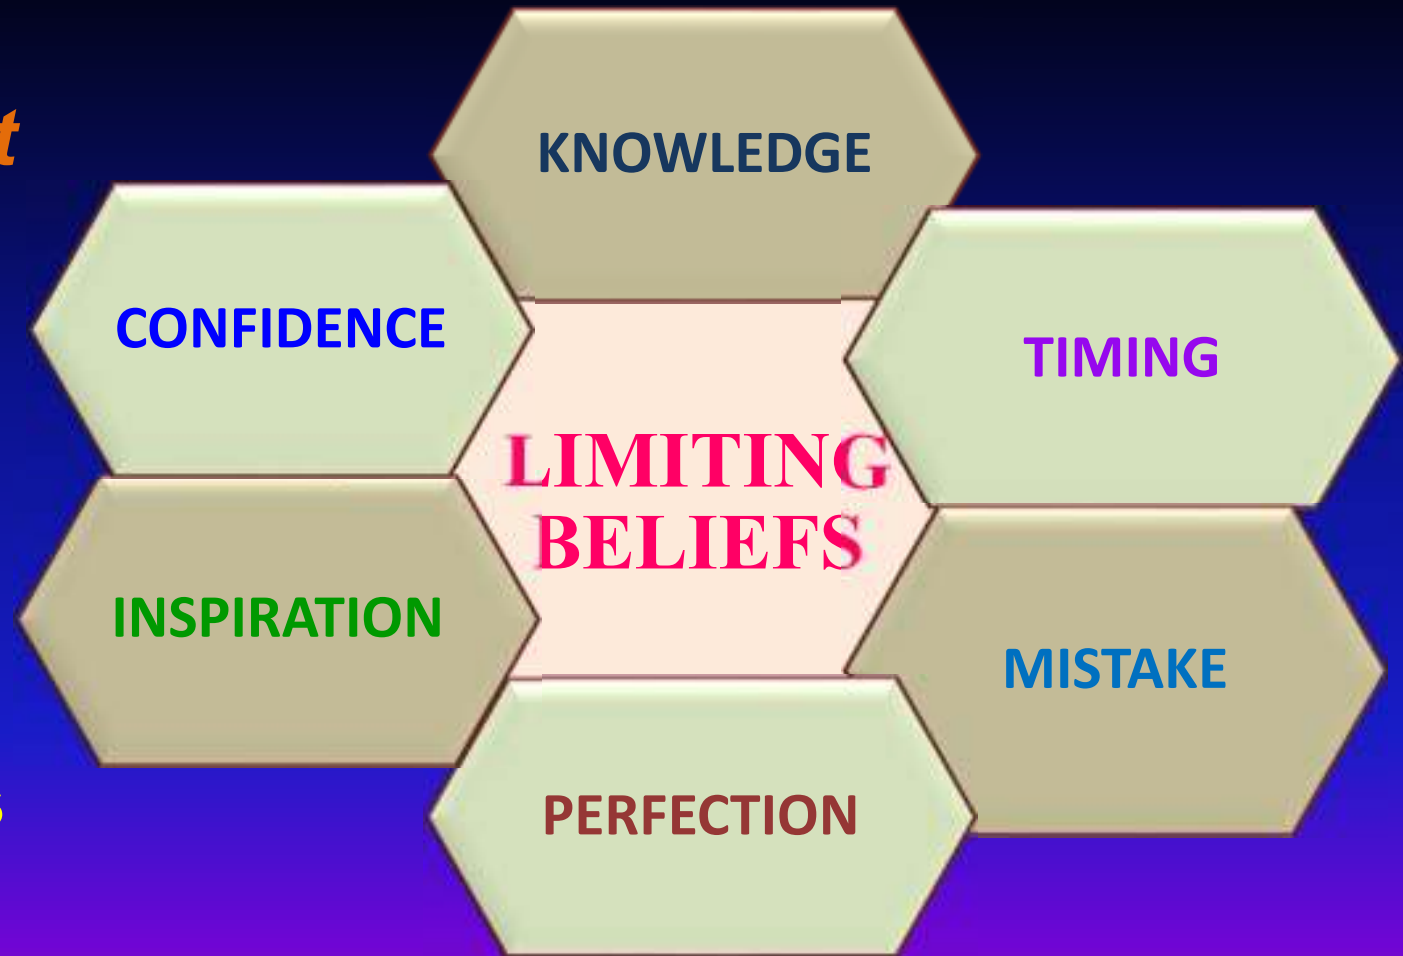 KNOWLEDGE
CONFIDENCE
TIMING
LIMITING
BELIEFS
INSPIRATION
MISTAKE
PERFECTION